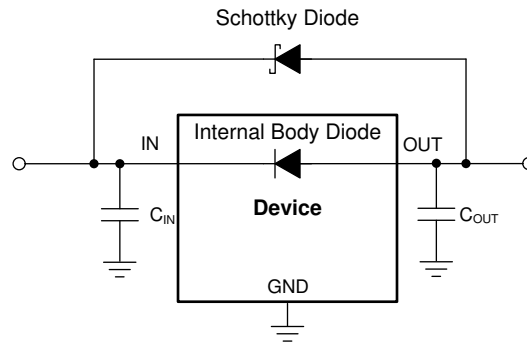 Schottky Diode
Internal Body Diode
IN
OUT
Device
CIN
COUT
GND